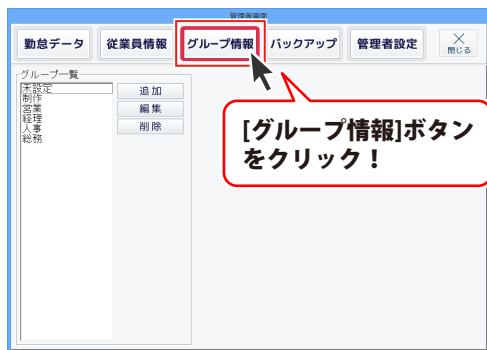 管理者画面
勤怠データ 従業員情報 グループ情報 バックアップ 管理者設定 閉じる
グループ一覧
未設定 追加
制作
営業 編集
経理
人事 削除
総務
[グループ情報]ボタン
をクリック！